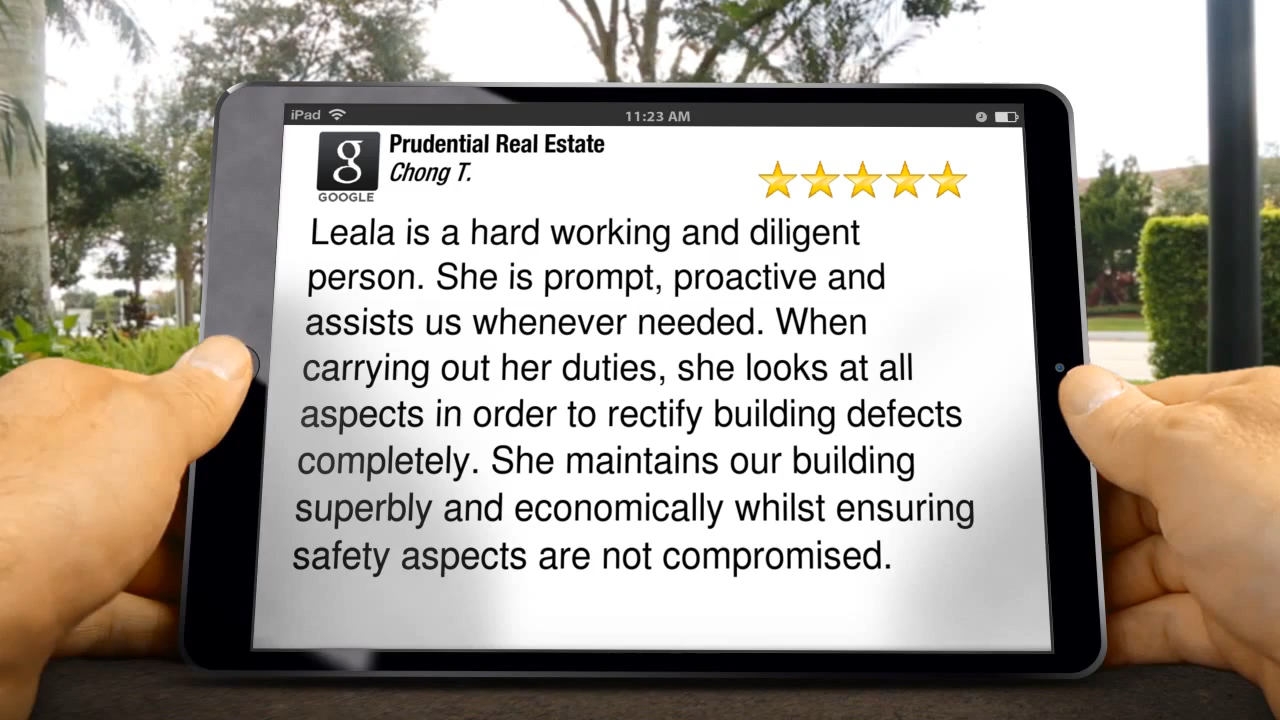 iPad 11:23 AM
g
GOOGLE
Prudential Real Estate
Chong T.
Leala is a hard working and diligent
person. She is prompt, proactive and
assists us whenever needed. When
carrying out her duties, she looks at all
aspects in order to rectify building defects
completely. She maintains our building
superbly and economically whilst ensuring
safety aspects are not compromised.